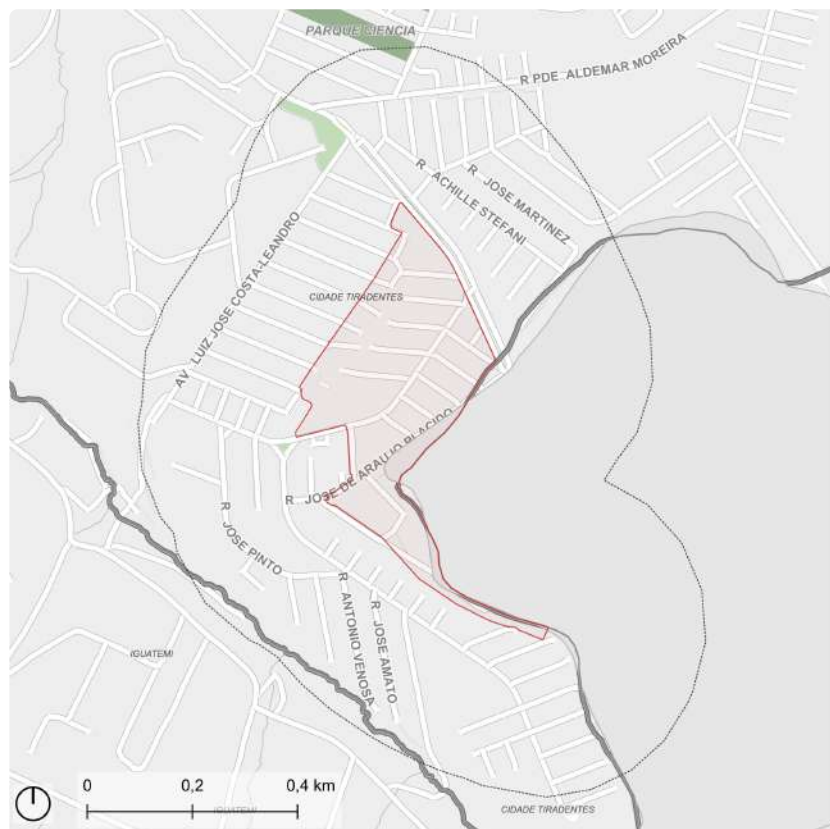 PARQUE CIENCIA
R PDE ALDEMAR MOREIRA
R JOSE MARTINEZ
R ACHILLE STEFANI
AV LUIZ JOSE COSTA-LEANDRO
CIDADE TIRADENTES
R JOSE DE ARAUJO PLACIDO
R JOSE PINTO
R ANTONIO VENOSA
R JOSE AMATO
IGUATEMI
0 0,2 0,4 km
IGUATEMI
CIDADE TIRADENTES